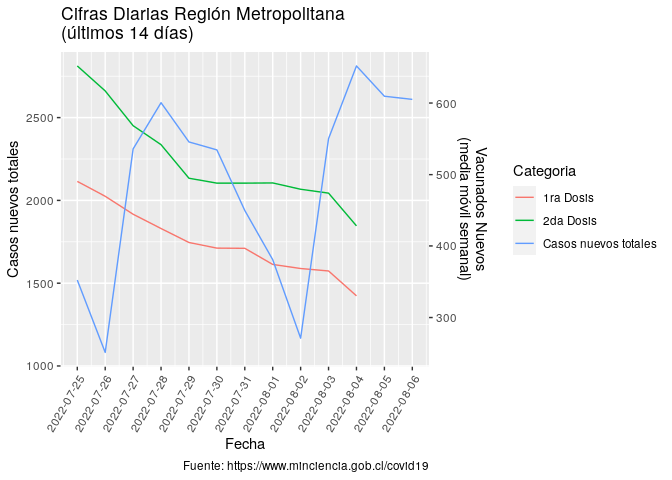 Cifras Diarias Región Metropolitana
(últimos 14 días)
Casos nuevos totales
2500
2000
1500
1000
600
500
400
300
Vacunados Nuevos
(media móvil semanal)
2022-07-25
2022-07-26
2022-07-27
2022-07-28
2022-07-29
2022-07-30
2022-07-31
2022-08-01
2022-08-02
2022-08-03
2022-08-04
2022-08-05
2022-08-06
Fecha
Categoria
1ra Dosis
2da Dosis
Casos nuevos totales
Fuente: https://www.minciencia.gob.cl/covid19